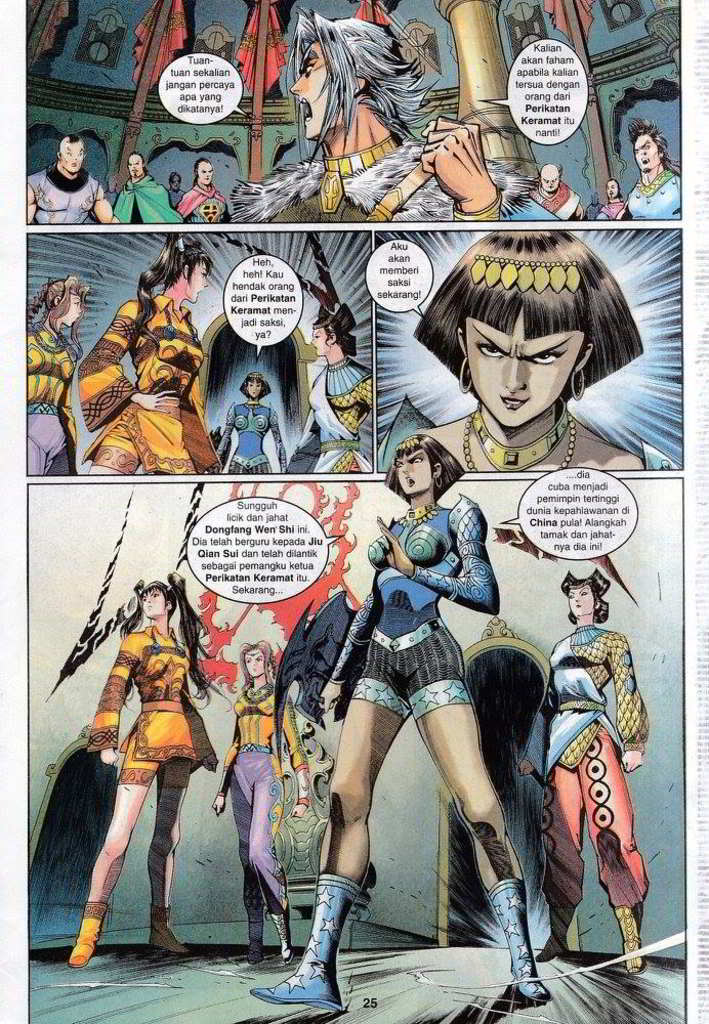 Tuan-
tuan sekalian
jangan percaya
apa yang
dikatanya!
Kalian
akan faham
apabila kalian
tersua dengan
orang dari
Perikatan
Keramat itu
nanti!
Heh,
heh! Kau
hendak orang
dari Perikatan
Keramat men-
jadi saksi,
ya?
Aku
akan
memberi
saksi
sekarang!
Sungguh
licik dan jahat
Dongfang Wen Shi ini.
Dia telah berguru kepada Jiu
Qian Sui dan telah dilantik
sebagai pemangku ketua
Perikatan Keramat itu.
Sekarang...
....dia
cuba menjadi
pemimpin tertinggi
dunia kepahlawanan di
China pula! Alangkah
tamak dan jahat-
nya dia ini!
25